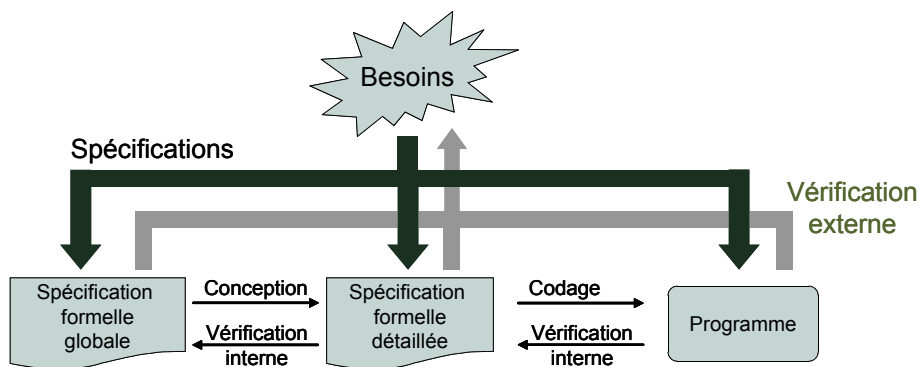 Besoins
Spécifications
Vérification
externe
Spécification
formelle
globale
Conception
Vérification
interne
Spécification
formelle
détaillée
Codage
Vérification
interne
Programme